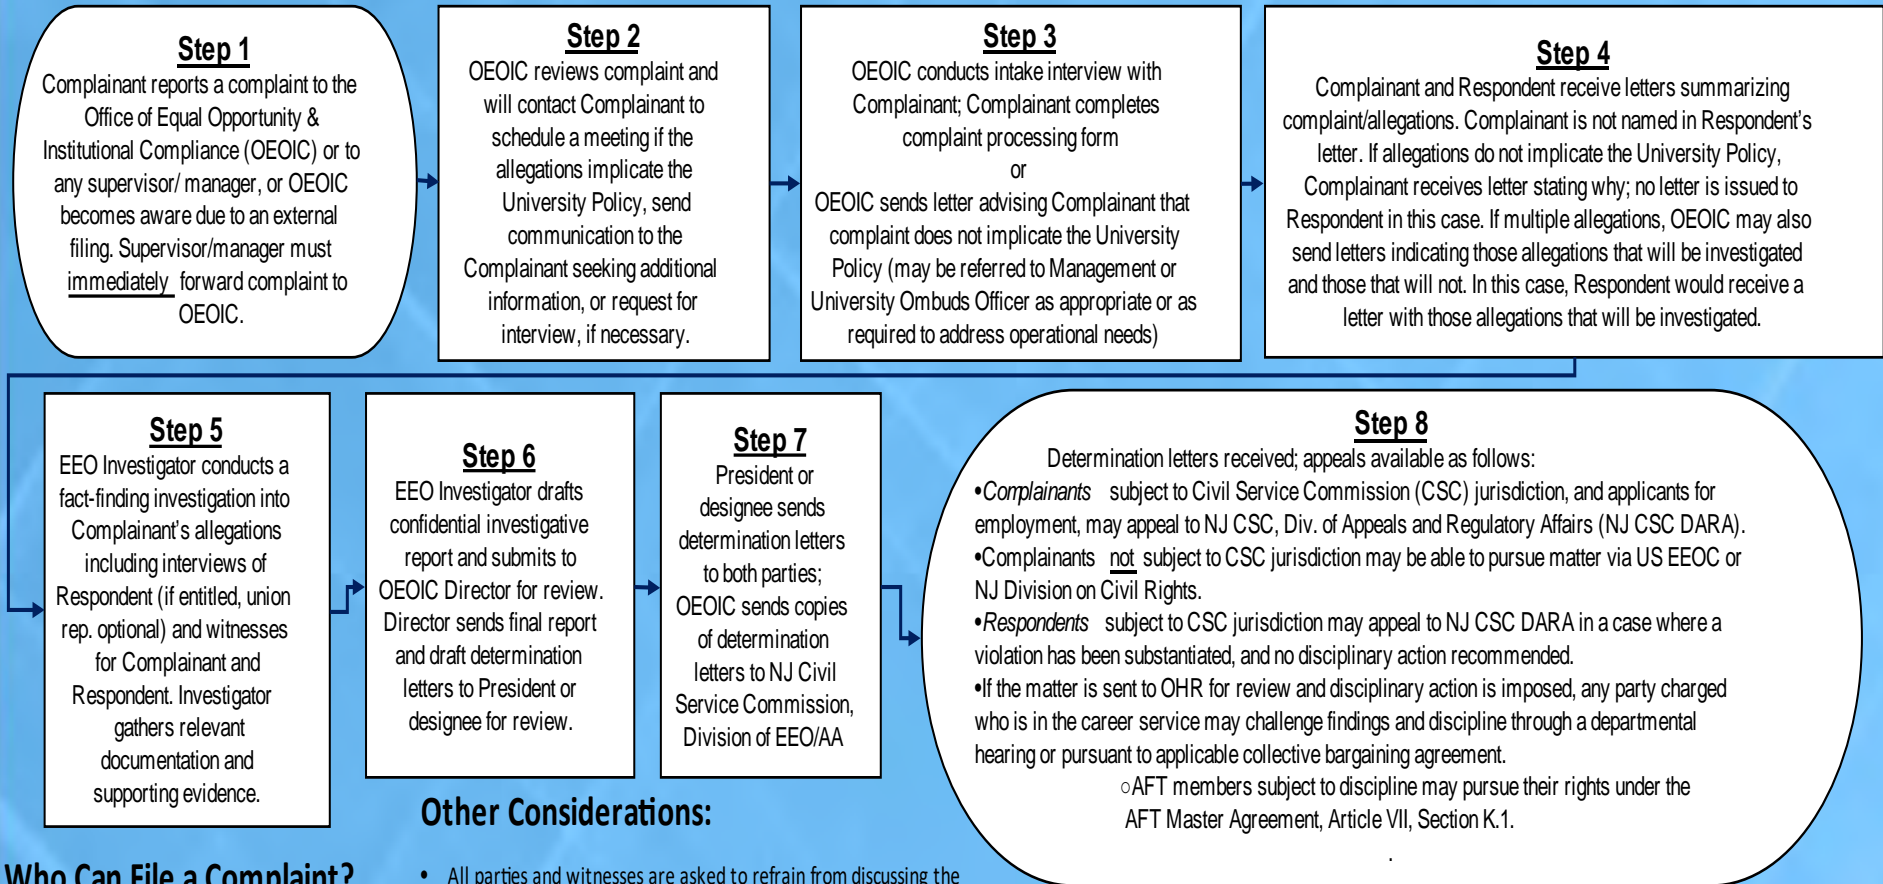 Step 1
Complainant reports a complaint to the
Office of Equal Opportunity &
Institutional Compliance (OEOIC) or to
any supervisor/ manager, or OEOIC
becomes aware due to an external
filing. Supervisor/manager must
immediately forward complaint to
OEOIC.
Step 2
OEOIC reviews complaint and
will contact Complainant to
schedule a meeting if the
allegations implicate the
University Policy, send
communication to the
Complainant seeking additional
information, or request for
interview, if necessary.
Step 3
OEOIC conducts intake interview with
Complainant; Complainant completes
complaint processing form
or
OEOIC sends letter advising Complainant that
complaint does not implicate the University
Policy (may be referred to Management or
University Ombuds Officer as appropriate or as
required to address operational needs)
Step 4
Complainant and Respondent receive letters summarizing
complaint/allegations. Complainant is not named in Respondent's
letter. If allegations do not implicate the University Policy,
Complainant receives letter stating why; no letter is issued to
Respondent in this case. If multiple allegations, OEOIC may also
send letters indicating those allegations that will be investigated
and those that will not. In this case, Respondent would receive a
letter with those allegations that will be investigated.
Step 5
EEO Investigator conducts a
fact-finding investigation into
Complainant's allegations
including interviews of
Respondent (if entitled, union
rep. optional) and witnesses
for Complainant and
Respondent. Investigator
gathers relevant
documentation and
supporting evidence.
Step 6
EEO Investigator drafts
confidential investigative
report and submits to
OEOIC Director for review.
Director sends final report
and draft determination
letters to President or
designee for review.
Step 7
President or
designee sends
determination letters
to both parties;
OEOIC sends copies
of determination
letters to NJ Civil
Service Commission,
Division of EEO/AA
Step 8
Determination letters received; appeals available as follows:
•Complainants subject to Civil Service Commission (CSC) jurisdiction, and applicants for
employment, may appeal to NJ CSC, Div. of Appeals and Regulatory Affairs (NJ CSC DARA).
•Complainants not subject to CSC jurisdiction may be able to pursue matter via US EEOC or
NJ Division on Civil Rights.
•Respondents subject to CSC jurisdiction may appeal to NJ CSC DARA in a case where a
violation has been substantiated, and no disciplinary action recommended.
•If the matter is sent to OHR for review and disciplinary action is imposed, any party charged
who is in the career service may challenge findings and discipline through a departmental
hearing or pursuant to applicable collective bargaining agreement.
○AFT members subject to discipline may pursue their rights under the
AFT Master Agreement, Article VII, Section K.1.
.
Other Considerations:
• All parties and witnesses are asked to refrain from discussing the
Who Can File a Complaint?